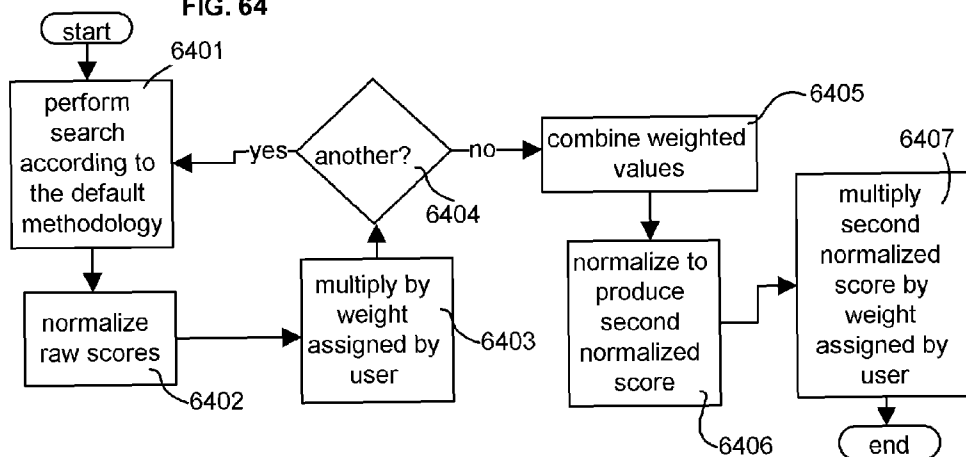 FIG. 64
start
6401
perform
search
according to
the default
methodology
normalize
raw scores
6402
multiply by
weight
assigned by
user
6403
another?
6404
yes
no
combine weighted
values
6405
normalize to
produce
second
normalized
score
6406
multiply
second
normalized
score by
weight
assigned by
user
6407
end